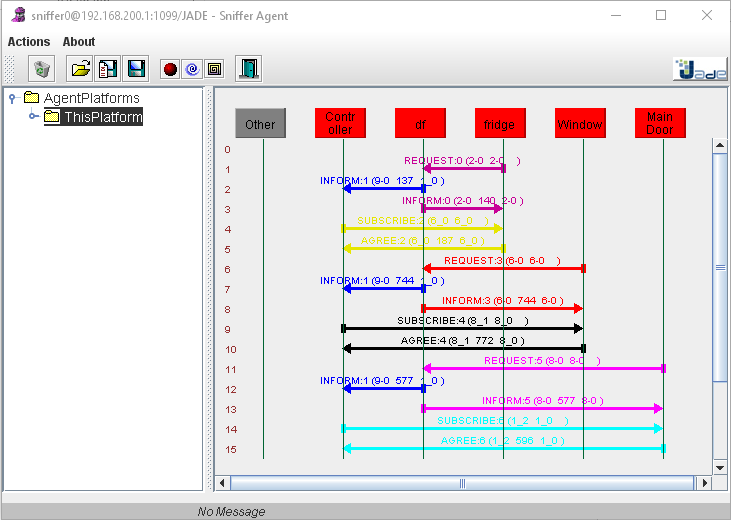 sniffer0@192.168.200.1:1099/JADE - Sniffer Agent
Actions About
Jade
AgentPlatforms
ThisPlatform
Other
Contr
oller
df
fridge
Window
Main
Door
0
1 REQUEST:0 (2-0 2-0 )
2 INFORM:1 (9-0 137 1_0)
3 INFORM:0 (2-0 140 2-0)
4 SUBSCRIBE:2 (6_0 6_0 )
5 AGREE:2 (6_0 187 6_0)
6 REQUEST:3 (6-0 6-0 )
7 INFORM:1 (9-0 744 1_0)
8 INFORM:3 (6-0 744 6-0)
9 SUBSCRIBE:4 (8_1 8_0 )
10 AGREE:4 (8_1 772 8_0)
11 REQUEST:5 (8-0 8-0 )
12 INFORM:1 (9-0 577 1_0)
13 INFORM:5 (8-0 577 8-0)
14 SUBSCRIBE:6 (1_2 1_0 )
15 AGREE:6 (1_2 596 1_0)
No Message